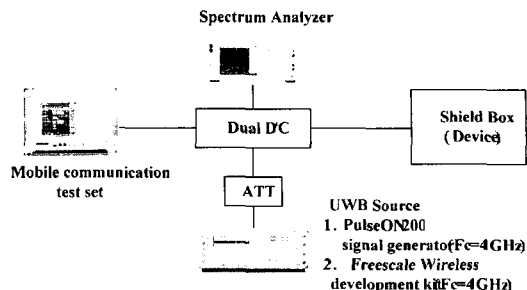 Spectrum Analyzer
Dual D'C
Shield Box
(Device)
Mobile communication
test set
ATT
UWB Source
1. PulseON200
signal generator(Fc=4GHz)
2. Freescale Wireless
development kit(Fc=4GHz)